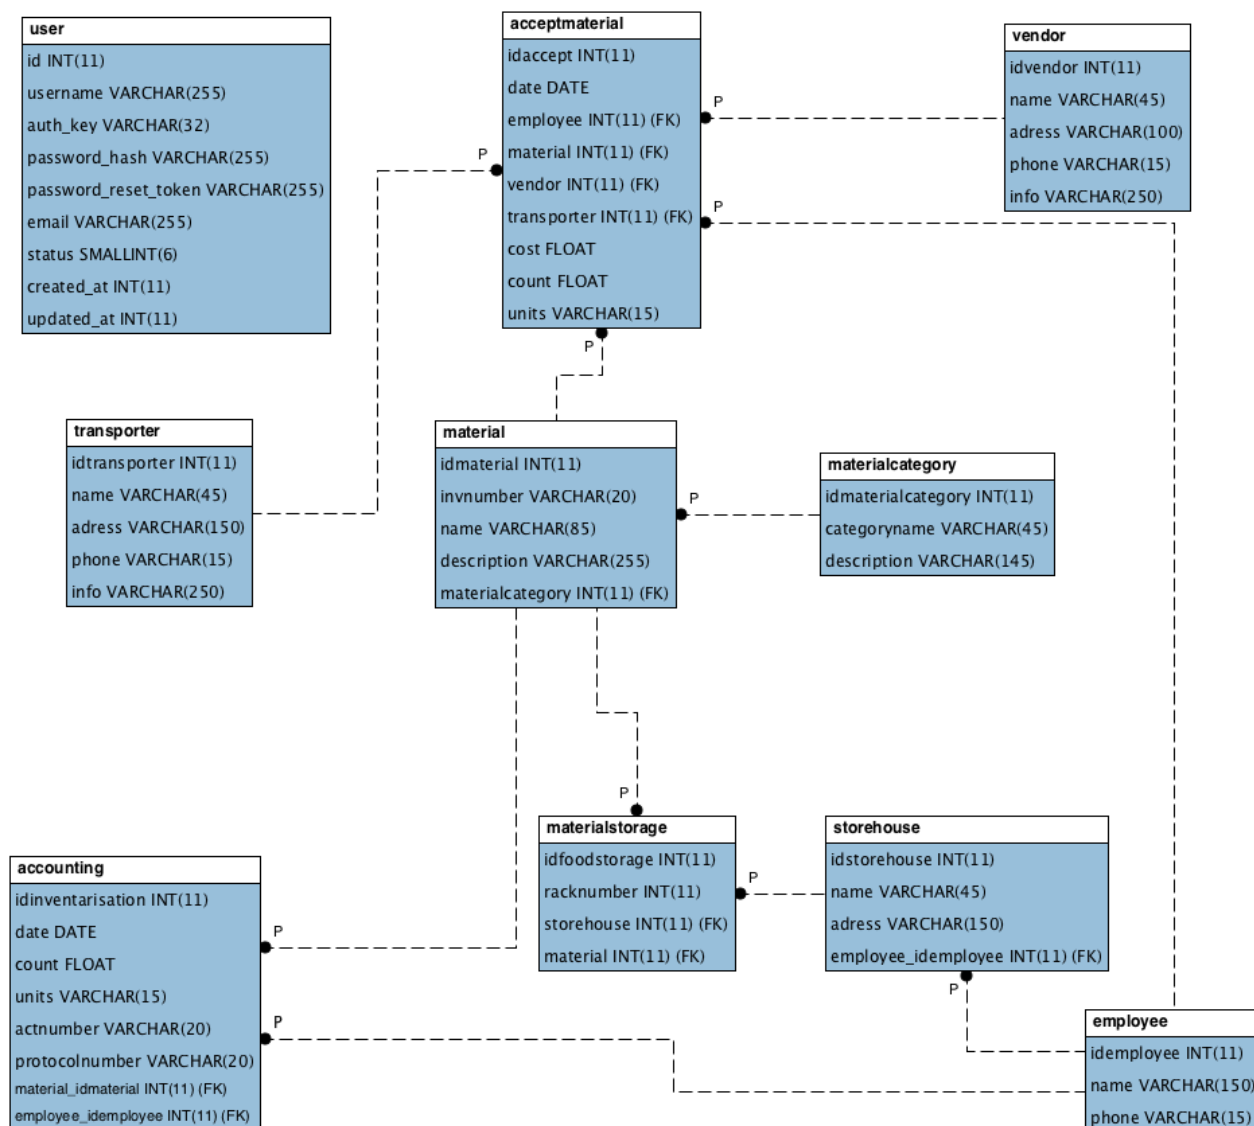 user
id INT(11)
username VARCHAR(255)
auth_key VARCHAR(32)
password_hash VARCHAR(255)
password_reset_token VARCHAR(255)
email VARCHAR(255)
status SMALLINT(6)
created_at INT(11)
updated_at INT(11)
acceptmaterial
idaccept INT(11)
date DATE
employee INT(11) (FK)
material INT(11) (FK)
vendor INT(11) (FK)
transporter INT(11) (FK)
cost FLOAT
count FLOAT
units VARCHAR(15)
vendor
idvendor INT(11)
name VARCHAR(45)
adress VARCHAR(100)
phone VARCHAR(15)
info VARCHAR(250)
P
P
P
P
transporter
idtransporter INT(11)
name VARCHAR(45)
adress VARCHAR(150)
phone VARCHAR(15)
info VARCHAR(250)
material
idmaterial INT(11)
invnumber VARCHAR(20)
name VARCHAR(85)
description VARCHAR(255)
materialcategory INT(11) (FK)
P
materialcategory
idmaterialcategory INT(11)
categoryname VARCHAR(45)
description VARCHAR(145)
P
materialstorage
idfoodstorage INT(11)
racknumber INT(11)
storehouse INT(11) (FK)
material INT(11) (FK)
P
storehouse
idstorehouse INT(11)
name VARCHAR(45)
adress VARCHAR(150)
employee_idemployee INT(11) (FK)
P
accounting
idinventarisation INT(11)
date DATE
count FLOAT
units VARCHAR(15)
actnumber VARCHAR(20)
protocolnumber VARCHAR(20)
material_idmaterial INT(11) (FK)
employee_idemployee INT(11) (FK)
P
P
employee
idemployee INT(11)
name VARCHAR(150)
phone VARCHAR(15)